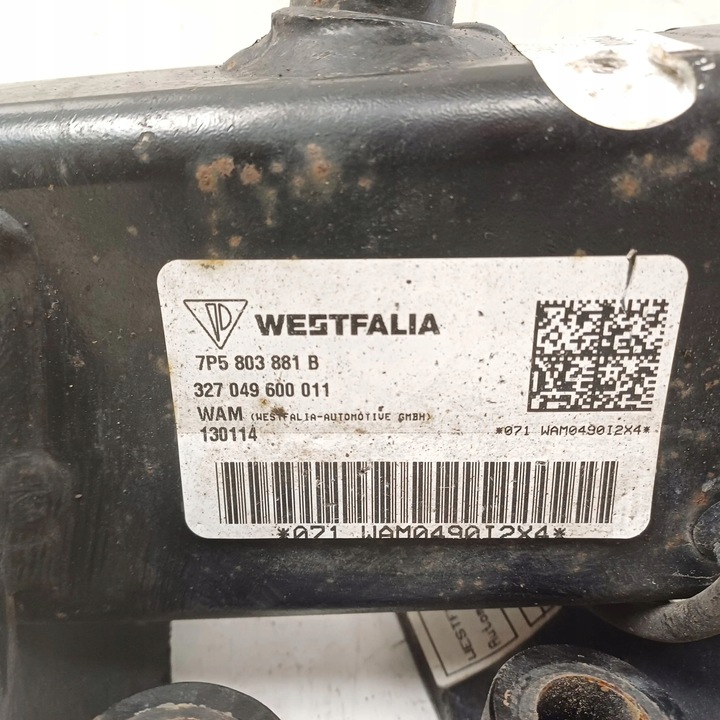 WESTFALIA
7P5 803 881 B
327 049 600 011
WAM (WESTFALIA-AUTOMOTIVE GMBH)
130114
*071 WAM0490I2X4*
*071 WAM0490I2X4*